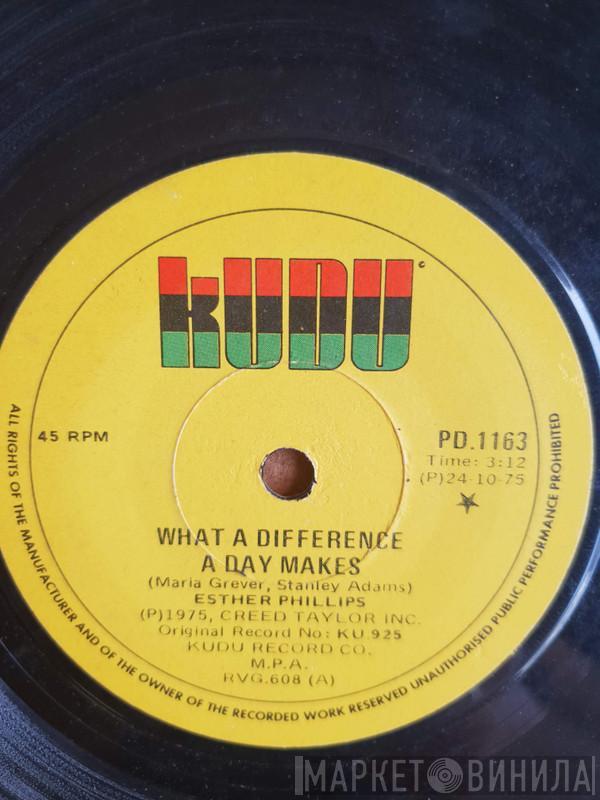 KUDU
45 RPM
PD.1163
Time: 3:12
(P)24-10-75
WHAT A DIFFERENCE
A DAY MAKES
(Maria Grever, Stanley Adams)
ESTHER PHILLIPS
(P)1975, CREED TAYLOR INC.
Original Record No: KU.925
KUDU RECORD CO.
M.P.A.
RVG.608 (A)
ALL RIGHTS OF THE MANUFACTURER AND OF THE OWNER OF THE RECORDED WORK RESERVED UNAUTHORISED PUBLIC PERFORMANCE PROHIBITED
МАРКЕТ ВИНИЛА